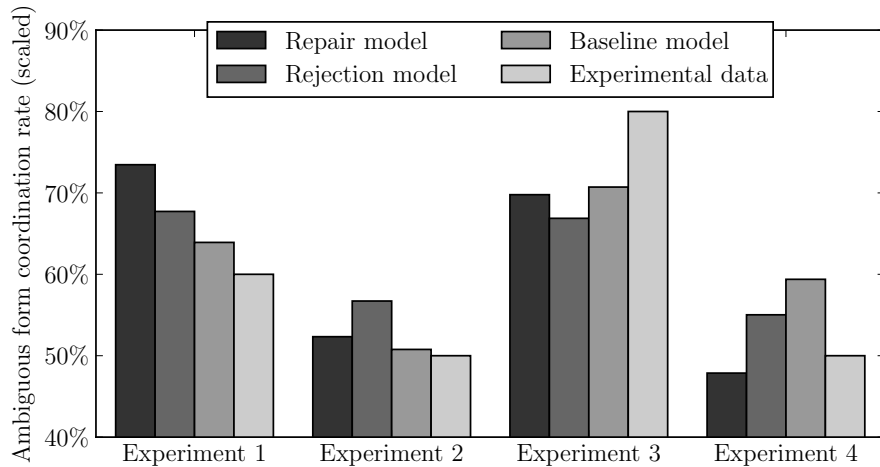 Ambiguous form coordination rate (scaled)
90%
80%
70%
60%
50%
40%
Repair model
Rejection model
Baseline model
Experimental data
Experiment 1
Experiment 2
Experiment 3
Experiment 4